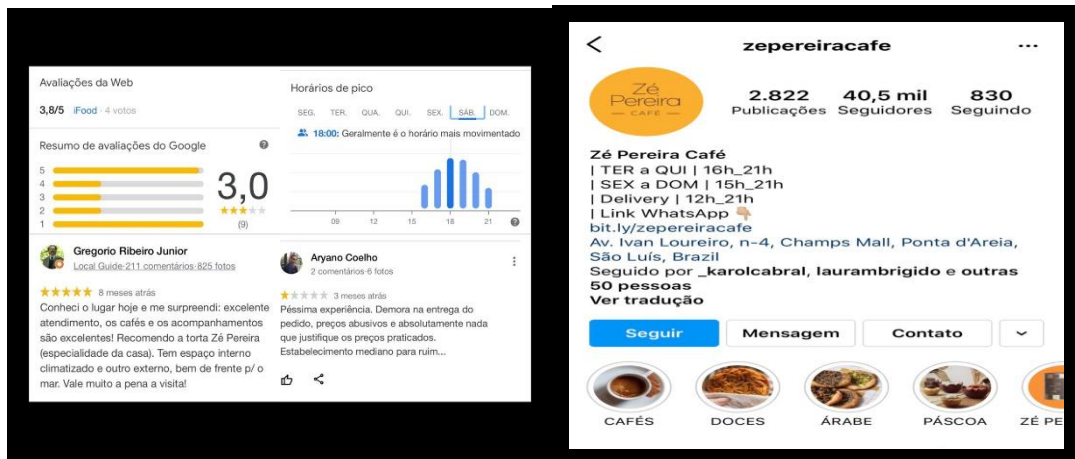 Avaliações da Web
3,8/5 iFood · 4 votos
Resumo de avaliações do Google
5
4
3
2
1
3,0
(9)
Gregorio Ribeiro Junior
Local Guide·211 comentários·825 fotos
8 meses atrás
Conheci o lugar hoje e me surpreendi: excelente
atendimento, os cafés e os acompanhamentos
são excelentes! Recomendo a torta Zé Pereira
(especialidade da casa). Tem espaço interno
climatizado e outro externo, bem de frente p/ o
mar. Vale muito a pena a visita!
Horários de pico
SEG. TER. QUA. QUI. SEX. SÁB. DOM.
18:00: Geralmente é o horário mais movimentado
09 12 15 18 21
Aryano Coelho
2 comentários·6 fotos
3 meses atrás
Péssima experiência. Demora na entrega do
pedido, preços abusivos e absolutamente nada
que justifique os preços praticados.
Estabelecimento mediano para ruim...
zepereiracafe
Zé
Pereira
— CAFÉ —
2.822 40,5 mil 830
Publicações Seguidores Seguindo
Zé Pereira Café
| TER a QUI | 16h_21h
| SEX a DOM | 15h_21h
| Delivery | 12h_21h
| Link WhatsApp 👇🏼
bit.ly/zepereiracafe
Av. Ivan Loureiro, n-4, Champs Mall, Ponta d'Areia,
São Luís, Brazil
Seguido por _karolcabral, laurambrigido e outras
50 pessoas
Ver tradução
Seguir Mensagem Contato
CAFÉS DOCES ÁRABE PÁSCOA ZÉ PE